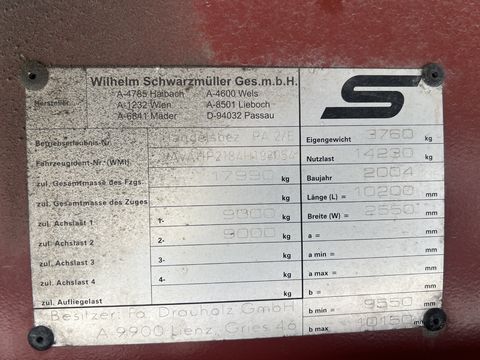 Wilhelm Schwarzmüller Ges.m.b.H.
A-4785 Haibach A-4600 Wels
Hersteller: A-1232 Wien A-8501 Lieboch
A-6841 Mäder D-94032 Passau
Betriebserlaubnis-Nr. Handelsbez. PA 2/E
Fahrzeugident-Nr. (WMI)
zul. Gesamtmasse des Fzgs. kg
zul. Gesamtmasse des Zuges kg
zul. Achslast 1 1- 9000 kg
zul. Achslast 2 2- 9000 kg
zul. Achslast 3 3- kg
zul. Achslast 4 4- kg
zul. Aufliegelast kg
Besitzer: Fa. Drauholz GmbH
A-9900 Lienz, Gries 46
S
Eigengewicht 3760 kg
Nutzlast 14230 kg
Baujahr 2004
Länge (L) = 10200 mm
Breite (W) = 2550 mm
a = mm
a min = mm
a max = mm
b = mm
b min = 9550 mm
b max 10150 mm